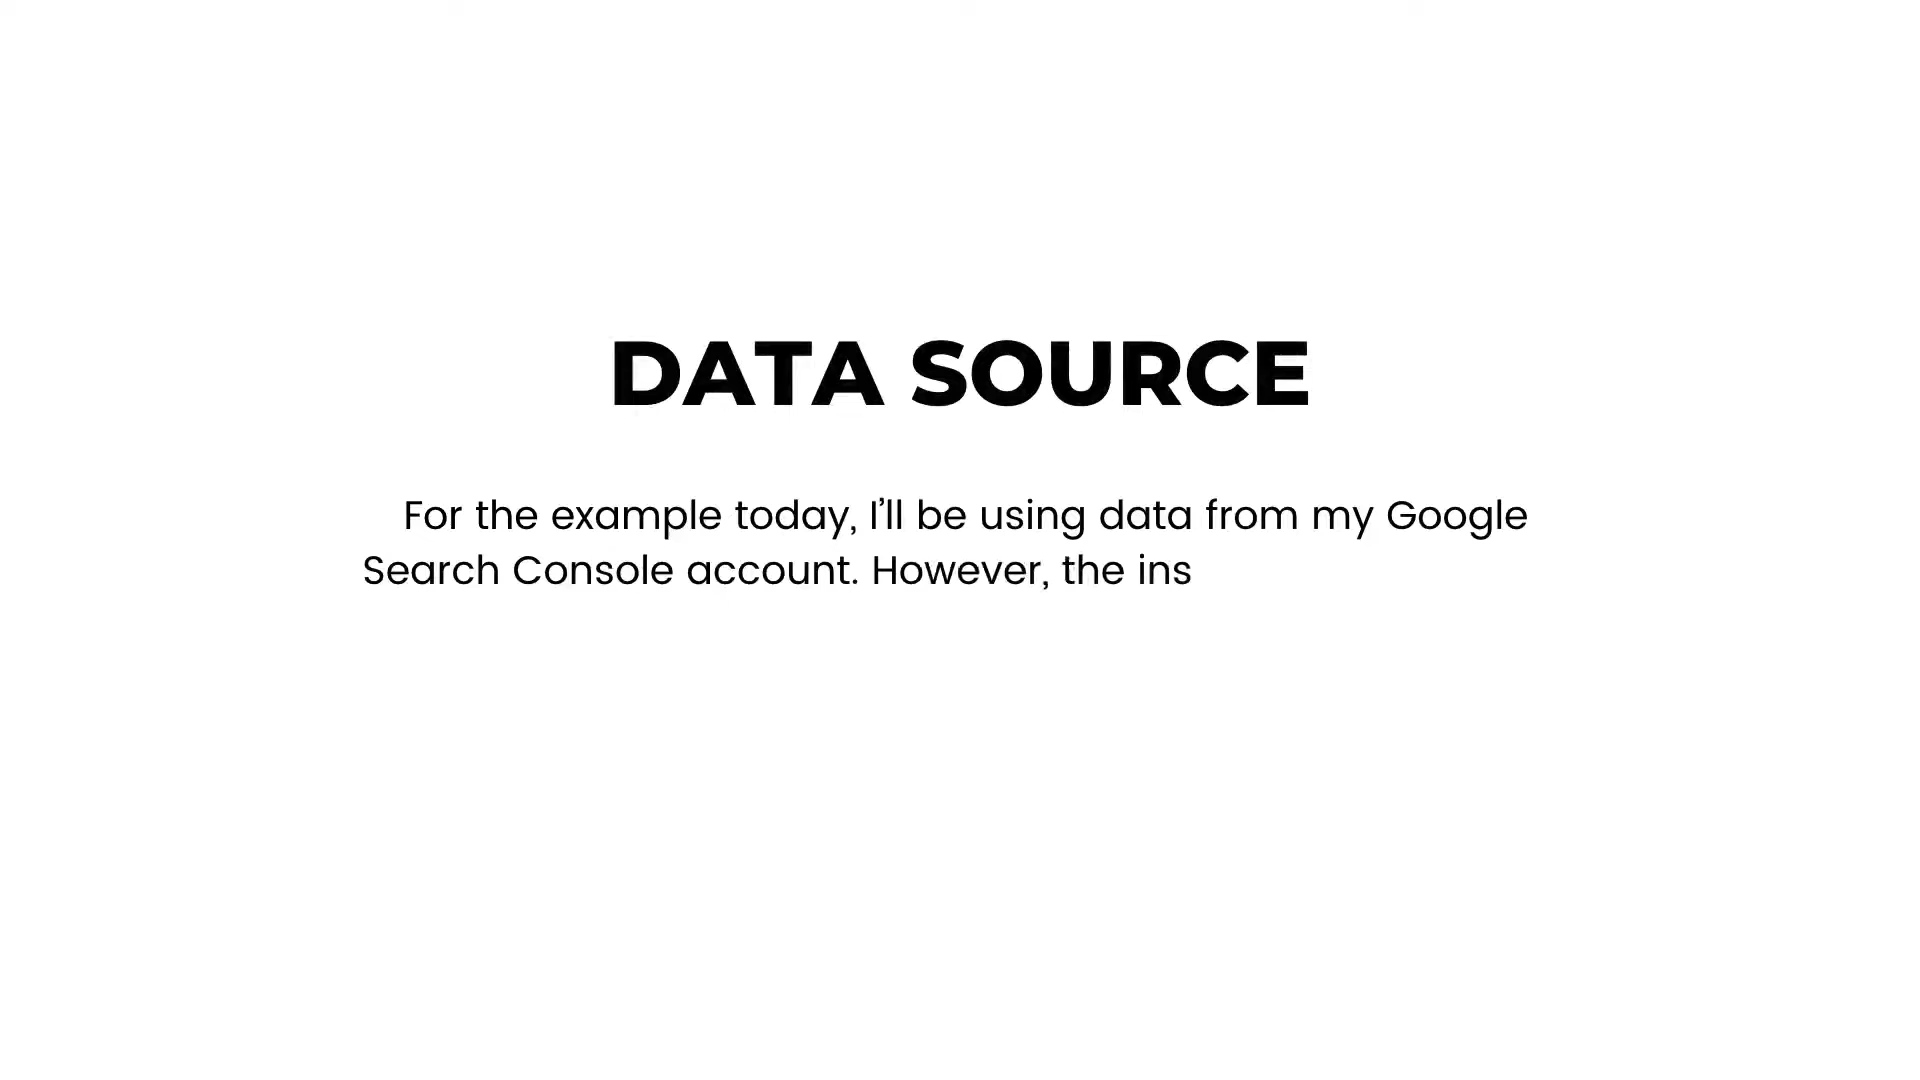 DATA SOURCE
For the example today, I’ll be using data from my Google
Search Console account. However, the ins